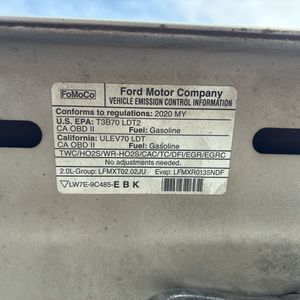 FoMoCo
Ford Motor Company
VEHICLE EMISSION CONTROL INFORMATION
Conforms to regulations: 2020 MY
U.S. EPA: T3B70 LDT2
CA OBD II Fuel: Gasoline
California: ULEV70 LDT
CA OBD II Fuel: Gasoline
TWC/HO2S/WR-HO2S/CAC/TC/DFI/EGR/EGRC
No adjustments needed.
2.0L-Group: LFMXT02.02JU Evap: LFMXR0135NDF
LW7E-9C485-EBK